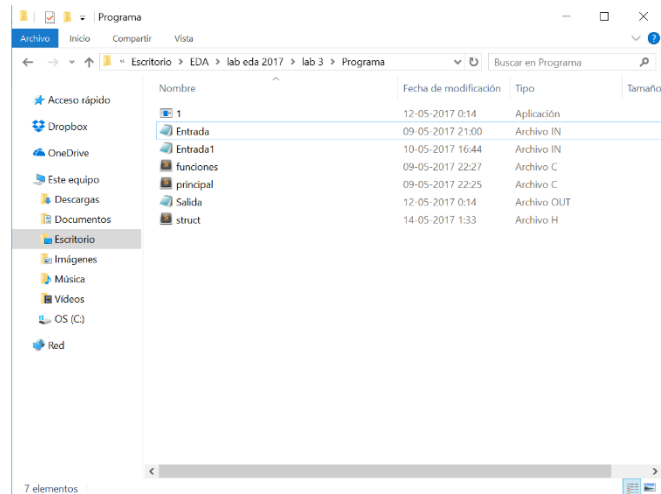 Programa
Archivo Inicio Compartir Vista
« Escritorio > EDA > lab eda 2017 > lab 3 > Programa Buscar en Programa
Nombre Fecha de modificación Tipo Tamaño
Acceso rápido
Dropbox
OneDrive
Este equipo
Descargas
Documentos
Escritorio
Imágenes
Música
Vídeos
OS (C:)
Red
1 12-05-2017 0:14 Aplicación
Entrada 09-05-2017 21:00 Archivo IN
Entrada1 10-05-2017 16:44 Archivo IN
funciones 09-05-2017 22:27 Archivo C
principal 09-05-2017 22:25 Archivo C
Salida 12-05-2017 0:14 Archivo OUT
struct 14-05-2017 1:33 Archivo H
7 elementos